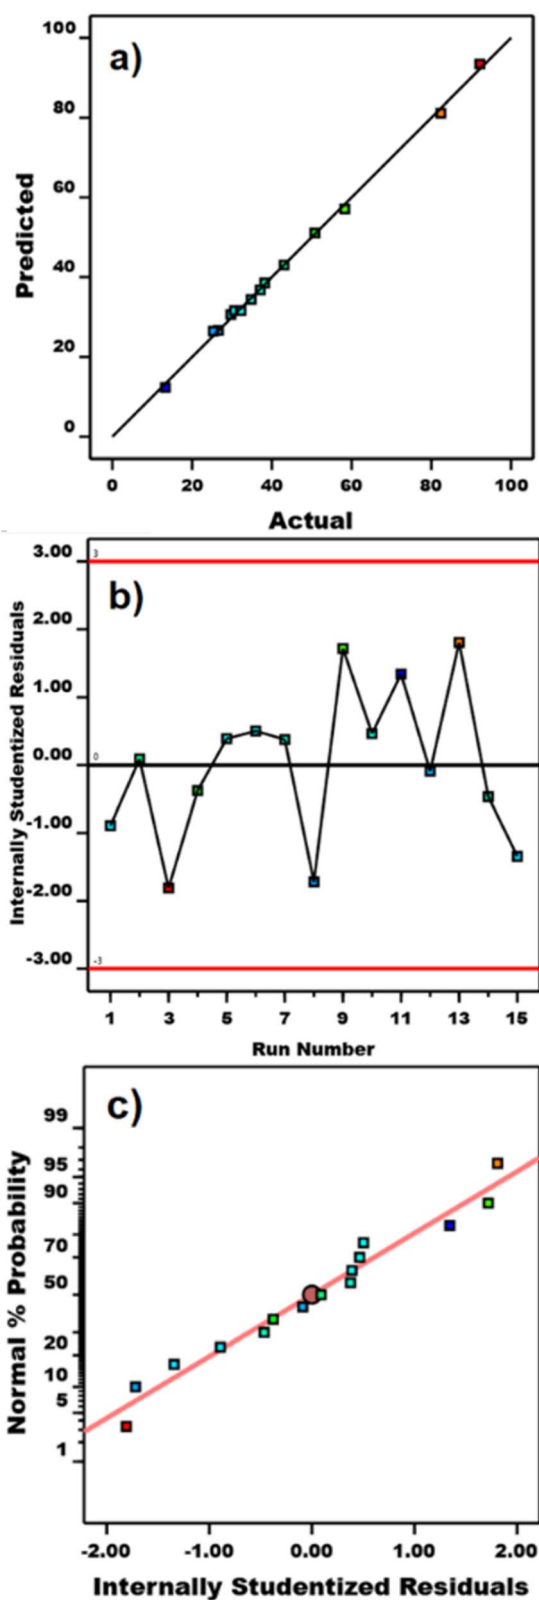 a)
100
80
60
40
20
0
Predicted
0 20 40 60 80 100
Actual
b)
3.00
2.00
1.00
0.00
-1.00
-2.00
-3.00
3
0
-3
Internally Studentized Residuals
1 3 5 7 9 11 13 15
Run Number
c)
99
95
90
70
50
20
10
5
1
Normal % Probability
-2.00 -1.00 0.00 1.00 2.00
Internally Studentized Residuals